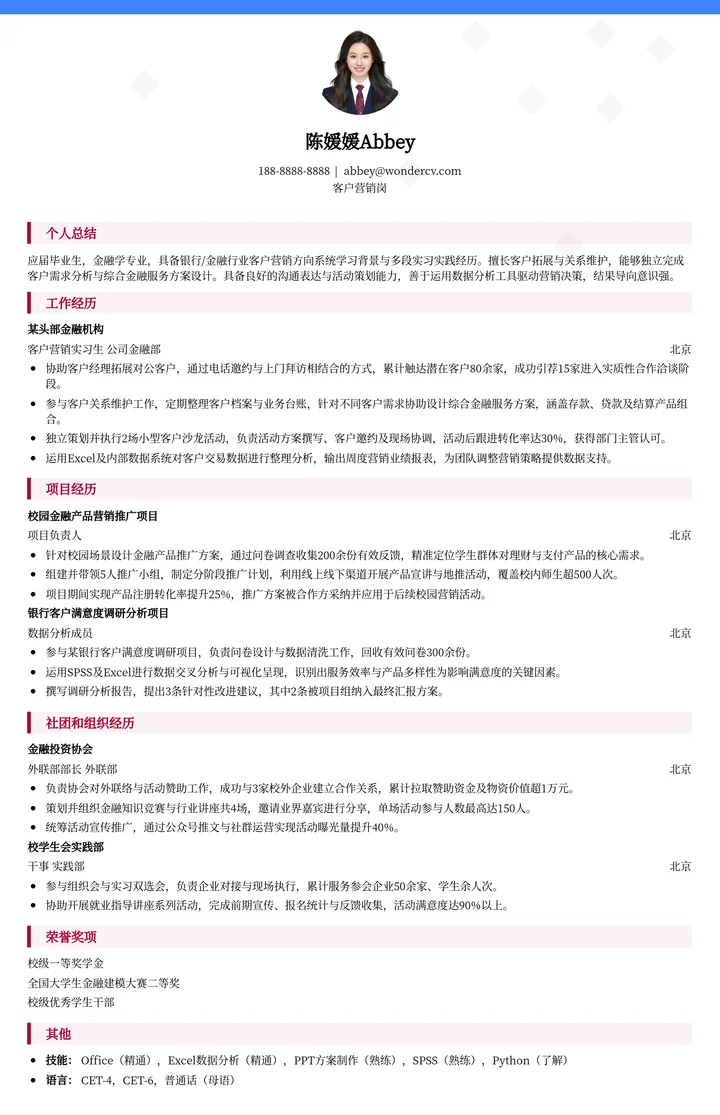 陈媛媛Abbey
188-8888-8888 | abbey@wondercv.com
客户营销岗
个人总结
应届毕业生，金融学专业，具备银行/金融行业客户营销方向系统学习背景与多段实习实践经历。擅长客户拓展与关系维护，能够独立完成
客户需求分析与综合金融服务方案设计。具备良好的沟通表达与活动策划能力，善于运用数据分析工具驱动营销决策，结果导向意识强。
工作经历
某头部金融机构
客户营销实习生 公司金融部 北京
• 协助客户经理拓展对公客户，通过电话邀约与上门拜访相结合的方式，累计触达潜在客户80余家，成功引荐15家进入实质性合作洽谈阶
段。
• 参与客户关系维护工作，定期整理客户档案与业务台账，针对不同客户需求协助设计综合金融服务方案，涵盖存款、贷款及结算产品组
合。
• 独立策划并执行2场小型客户沙龙活动，负责活动方案撰写、客户邀约及现场协调，活动后跟进转化率达30%，获得部门主管认可。
• 运用Excel及内部数据系统对客户交易数据进行整理分析，输出周度营销业绩报表，为团队调整营销策略提供数据支持。
项目经历
校园金融产品营销推广项目
项目负责人 北京
• 针对校园场景设计金融产品推广方案，通过问卷调查收集200余份有效反馈，精准定位学生群体对理财与支付产品的核心需求。
• 组建并带领5人推广小组，制定分阶段推广计划，利用线上线下渠道开展产品宣讲与地推活动，覆盖校内师生超500人次。
• 项目期间实现产品注册转化率提升25%，推广方案被合作方采纳并应用于后续校园营销活动。
银行客户满意度调研分析项目
数据分析成员 北京
• 参与某银行客户满意度调研项目，负责问卷设计与数据清洗工作，回收有效问卷300余份。
• 运用SPSS及Excel进行数据交叉分析与可视化呈现，识别出服务效率与产品多样性为影响满意度的关键因素。
• 撰写调研分析报告，提出3条针对性改进建议，其中2条被项目组纳入最终汇报方案。
社团和组织经历
金融投资协会
外联部部长 外联部 北京
• 负责协会对外联络与活动赞助工作，成功与3家校外企业建立合作关系，累计拉取赞助资金及物资价值超1万元。
• 策划并组织金融知识竞赛与行业讲座共4场，邀请业界嘉宾进行分享，单场活动参与人数最高达150人。
• 统筹活动宣传推广，通过公众号推文与社群运营实现活动曝光量提升40%。
校学生会实践部
干事 实践部 北京
• 参与组织会与实习双选会，负责企业对接与现场执行，累计服务参会企业50余家、学生余人次。
• 协助开展就业指导讲座系列活动，完成前期宣传、报名统计与反馈收集，活动满意度达90%以上。
荣誉奖项
校级一等奖学金
全国大学生金融建模大赛二等奖
校级优秀学生干部
其他
• 技能： Office（精通），Excel数据分析（精通），PPT方案制作（熟练），SPSS（熟练），Python（了解）
• 语言： CET-4，CET-6，普通话（母语）